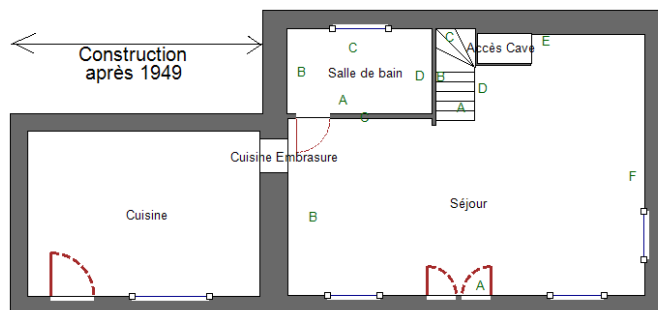 Construction
après 1949
C
C
E
Accès Cave
B
Salle de bain
D
B
D
A
A
C
Cuisine Embrasure
F
Cuisine
B
Séjour
A